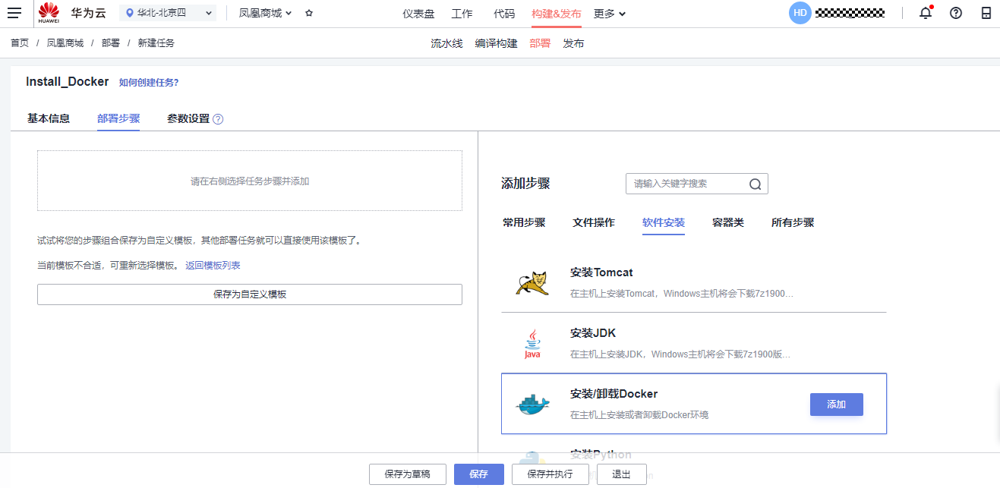 HUAWEI
华为云
华北-北京四
凤凰商城
仪表盘
工作
代码
构建&发布
更多
HD
首页 / 凤凰商城 / 部署 / 新建任务
流水线
编译构建
部署
发布
Install_Docker
如何创建任务?
基本信息
部署步骤
参数设置
请在右侧选择任务步骤并添加
试试将您的步骤组合保存为自定义模板，其他部署任务就可以直接使用该模板了。
当前模板不合适，可重新选择模板。 返回模板列表
保存为自定义模板
添加步骤
请输入关键字搜索
常用步骤
文件操作
软件安装
容器类
所有步骤
安装Tomcat
在主机上安装Tomcat，Windows主机将会下载7z1900...
Java
安装JDK
在主机上安装JDK，Windows主机将会下载7z1900版...
安装/卸载Docker
在主机上安装或者卸载Docker环境
添加
安装Python
保存为草稿
保存
保存并执行
退出